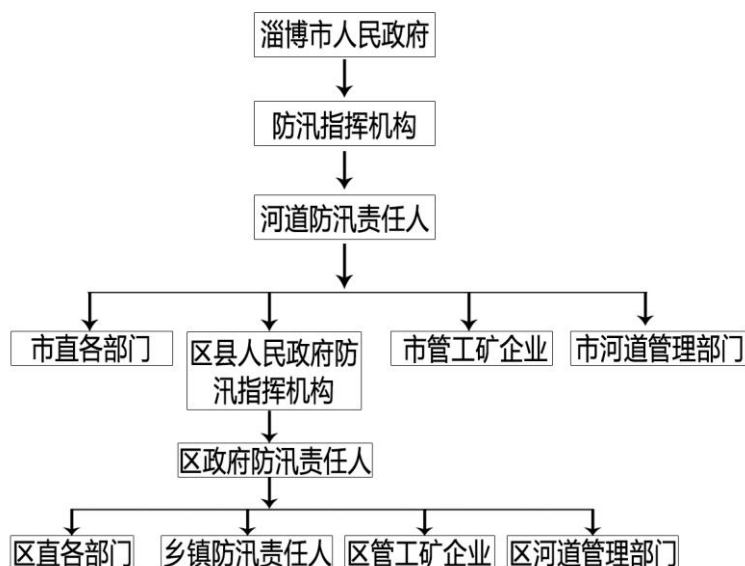 淄博市人民政府
防汛指挥机构
河道防汛责任人
市直各部门
区县人民政府防
汛指挥机构
市管工矿企业
市河道管理部门
区政府防汛责任人
区直各部门
乡镇防汛责任人
区管工矿企业
区河道管理部门